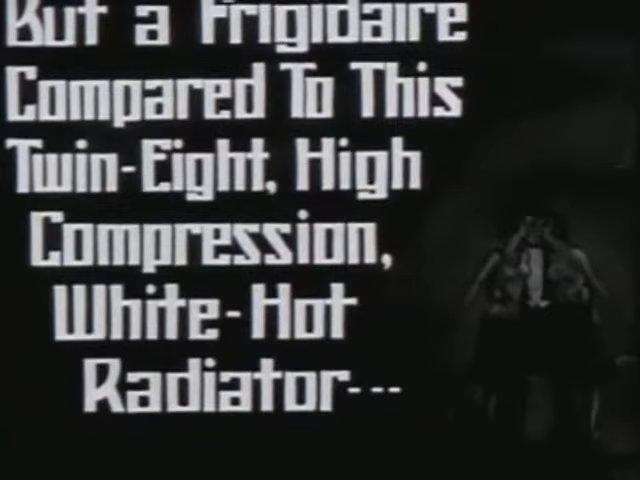 But a Frigidaire
Compared To This
Twin-Eight, High
Compression,
White-Hot
Radiator---